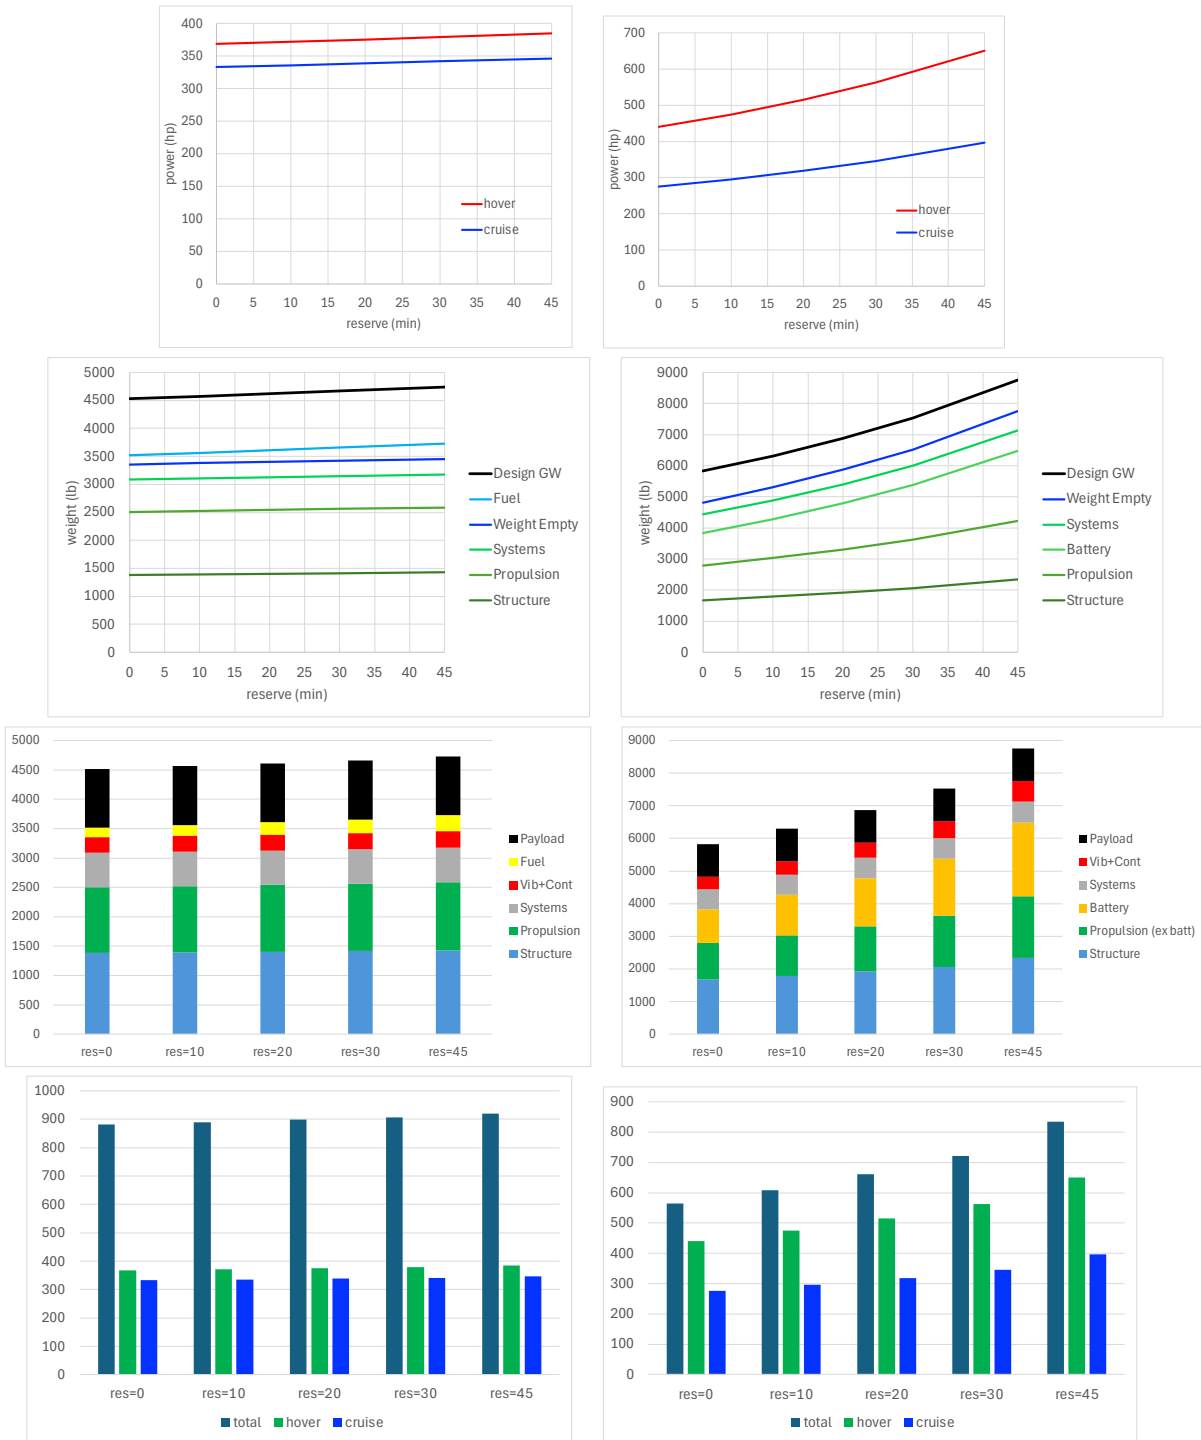 400
350
300
250
200
150
100
50
0
power (hp)
hover
cruise
0 5 10 15 20 25 30 35 40 45
reserve (min)
700
600
500
400
300
200
100
0
power (hp)
hover
cruise
0 5 10 15 20 25 30 35 40 45
reserve (min)
5000
4500
4000
3500
3000
2500
2000
1500
1000
500
0
weight (lb)
Design GW
Fuel
Weight Empty
Systems
Propulsion
Structure
0 5 10 15 20 25 30 35 40 45
reserve (min)
9000
8000
7000
6000
5000
4000
3000
2000
1000
0
weight (lb)
Design GW
Weight Empty
Systems
Battery
Propulsion
Structure
0 5 10 15 20 25 30 35 40 45
reserve (min)
5000
4500
4000
3500
3000
2500
2000
1500
1000
500
0
Payload
Fuel
Vib+Cont
Systems
Propulsion
Structure
res=0 res=10 res=20 res=30 res=45
9000
8000
7000
6000
5000
4000
3000
2000
1000
0
Payload
Vib+Cont
Systems
Battery
Propulsion (ex batt)
Structure
res=0 res=10 res=20 res=30 res=45
1000
900
800
700
600
500
400
300
200
100
0
res=0 res=10 res=20 res=30 res=45
total hover cruise
900
800
700
600
500
400
300
200
100
0
res=0 res=10 res=20 res=30 res=45
total hover cruise